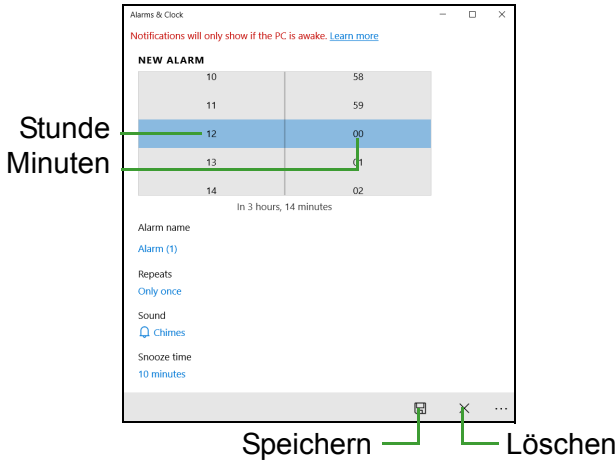 Alarms & Clock
Notifications will only show if the PC is awake. Learn more
NEW ALARM
10 58
11 59
Stunde 12 00
Minuten 13 01
14 02
In 3 hours, 14 minutes
Alarm name
Alarm (1)
Repeats
Only once
Sound
Chimes
Snooze time
10 minutes
Speichern Löschen